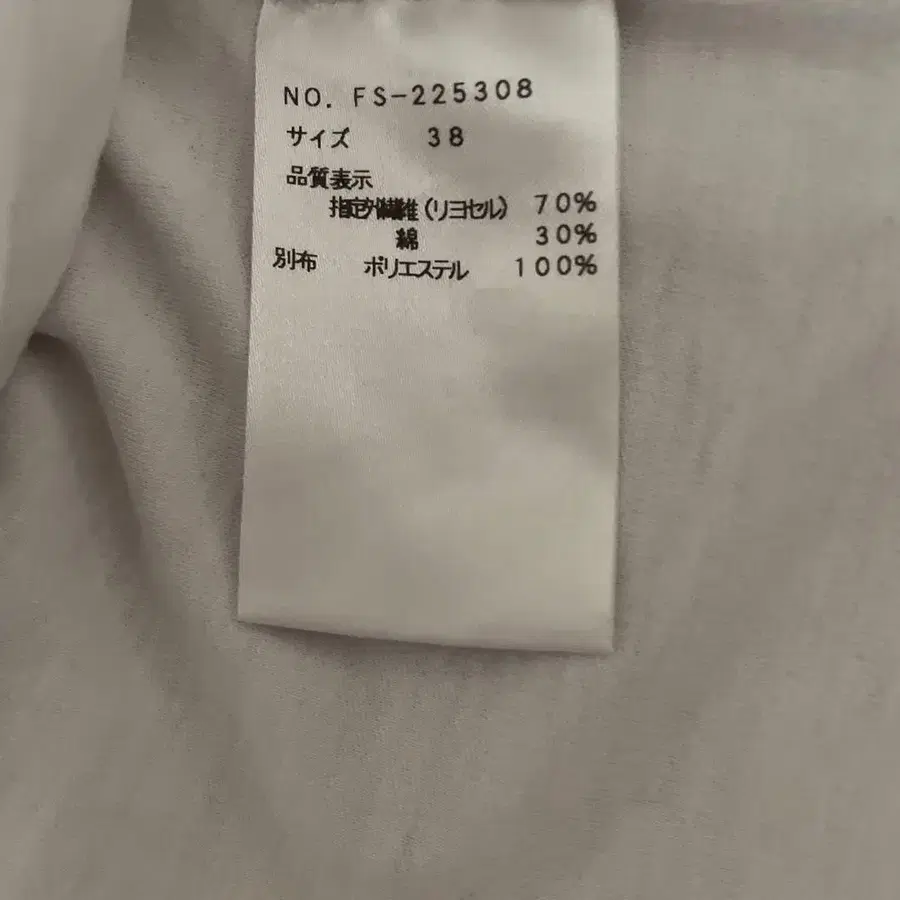 NO. FS-225308
サイズ 38
品質表示
指定外繊維(リヨセル) 70%
綿 30%
別布 ポリエステル 100%